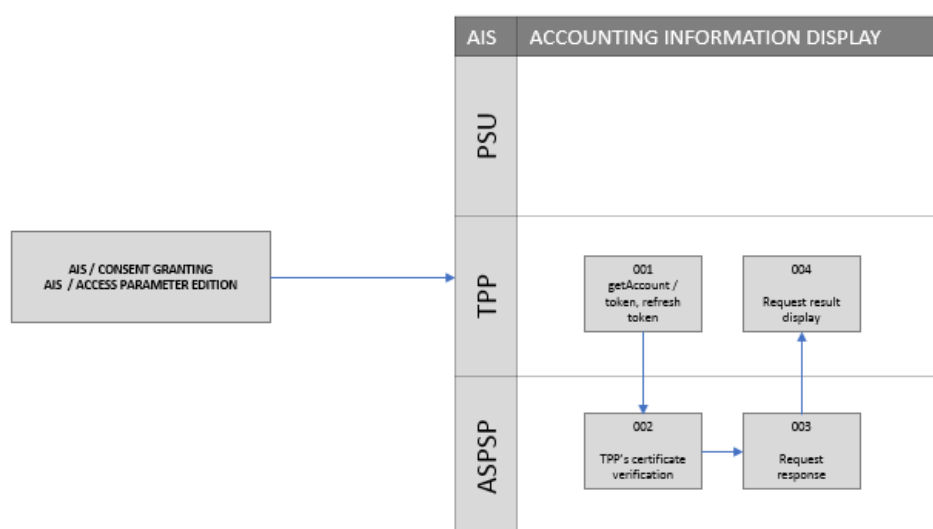 AIS ACCOUNTING INFORMATION DISPLAY
PSU
AIS / CONSENT GRANTING
AIS / ACCESS PARAMETER EDITION
TPP
001
getAccount /
token, refresh
token
004
Request result
display
ASPSP
002
TPP's certificate
verification
003
Request
response